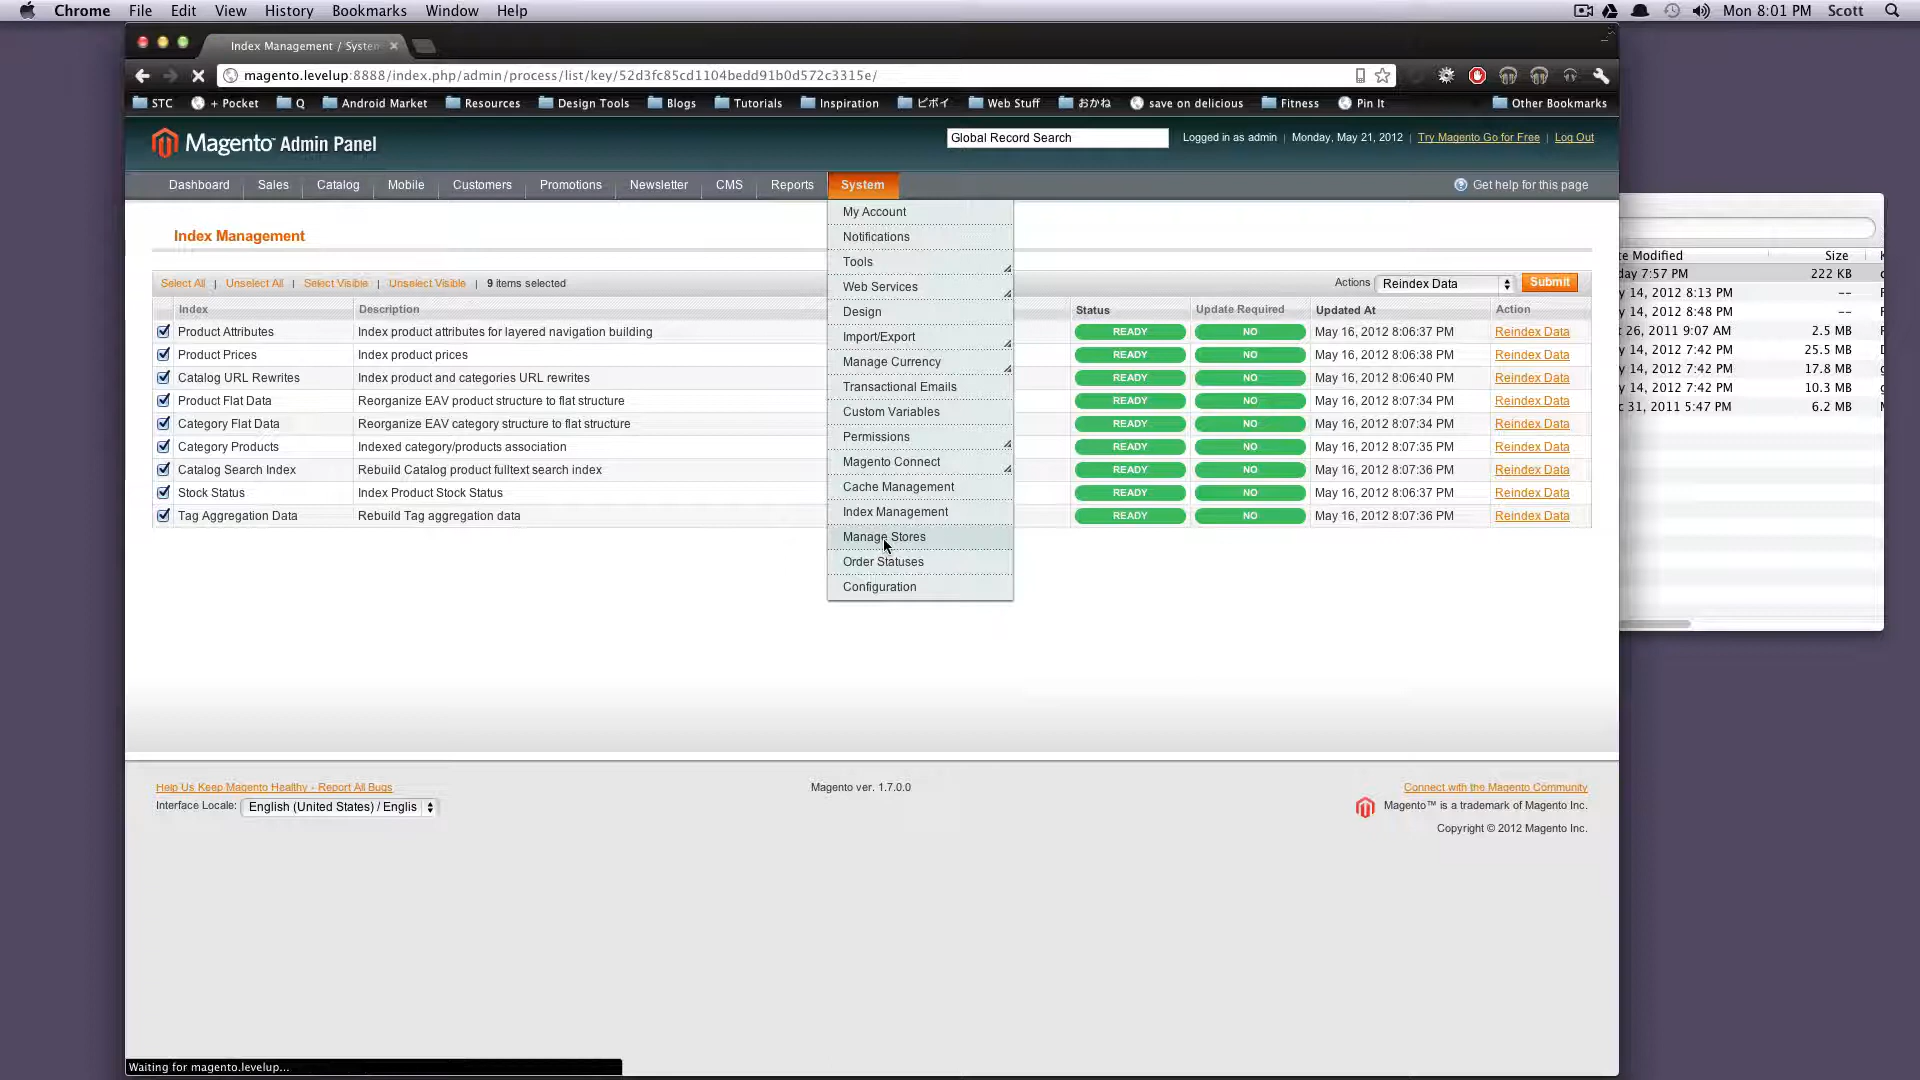 Chrome File Edit View History Bookmarks Window Help Mon 8:01 PM Scott
Index Management / System
magento.levelup:8888/index.php/admin/process/list/key/52d3fc85cd1104bedd91b0d572c3315e/
STC + Pocket Q Android Market Resources Design Tools Blogs Tutorials Inspiration ビボイ Web Stuff おかね save on delicious Fitness Pin It Other Bookmarks
Magento™ Admin Panel Global Record Search Logged in as admin | Monday, May 21, 2012 | Try Magento Go for Free | Log Out
Dashboard Sales Catalog Mobile Customers Promotions Newsletter CMS Reports System Get help for this page
My Account
Notifications
Tools
Web Services
Design
Import/Export
Manage Currency
Transactional Emails
Custom Variables
Permissions
Magento Connect
Cache Management
Index Management
Manage Stores
Order Statuses
Configuration
Index Management
Select All | Unselect All | Select Visible | Unselect Visible | 9 items selected Actions Reindex Data Submit
Index Description Status Update Required Updated At Action
Product Attributes Index product attributes for layered navigation building READY NO May 16, 2012 8:06:37 PM Reindex Data
Product Prices Index product prices READY NO May 16, 2012 8:06:38 PM Reindex Data
Catalog URL Rewrites Index product and categories URL rewrites READY NO May 16, 2012 8:06:40 PM Reindex Data
Product Flat Data Reorganize EAV product structure to flat structure READY NO May 16, 2012 8:07:34 PM Reindex Data
Category Flat Data Reorganize EAV category structure to flat structure READY NO May 16, 2012 8:07:34 PM Reindex Data
Category Products Indexed category/products association READY NO May 16, 2012 8:07:35 PM Reindex Data
Catalog Search Index Rebuild Catalog product fulltext search index READY NO May 16, 2012 8:07:36 PM Reindex Data
Stock Status Index Product Stock Status READY NO May 16, 2012 8:06:37 PM Reindex Data
Tag Aggregation Data Rebuild Tag aggregation data READY NO May 16, 2012 8:07:36 PM Reindex Data
te Modified Size
day 7:57 PM 222 KB
y 14, 2012 8:13 PM --
y 14, 2012 8:48 PM --
t 26, 2011 9:07 AM 2.5 MB
y 14, 2012 7:42 PM 25.5 MB
y 14, 2012 7:42 PM 17.8 MB
y 14, 2012 7:42 PM 10.3 MB
c 31, 2011 5:47 PM 6.2 MB
Help Us Keep Magento Healthy - Report All Bugs Magento ver. 1.7.0.0 Connect with the Magento Community
Interface Locale: English (United States) / Englis Magento™ is a trademark of Magento Inc.
Copyright © 2012 Magento Inc.
Waiting for magento.levelup...